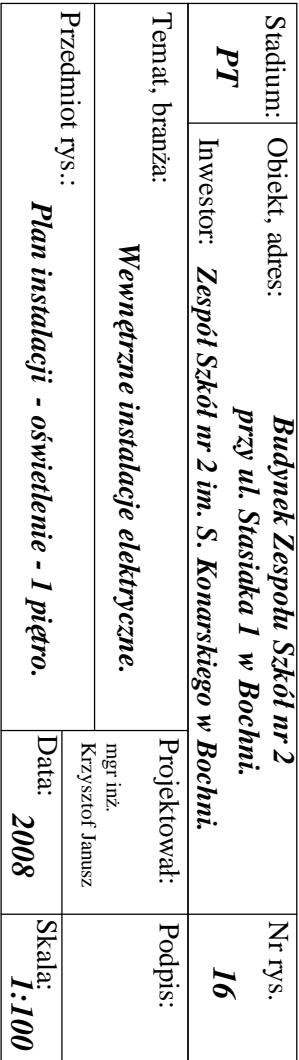 Stadium:
PT
Obiekt, adres:
Budynek Zespołu Szkół nr 2
przy ul. Stasiaka 1 w Bochni.
Inwestor: Zespół Szkół nr 2 im. S. Konarskiego w Bochni.
Nr rys.
16
Temat, branża:
Wewnętrzne instalacje elektryczne.
Projektował:
mgr inż.
Krzysztof Janusz
Podpis:
Przedmiot rys.:
Plan instalacji - oświetlenie - 1 piętro.
Data:
2008
Skala:
1:100